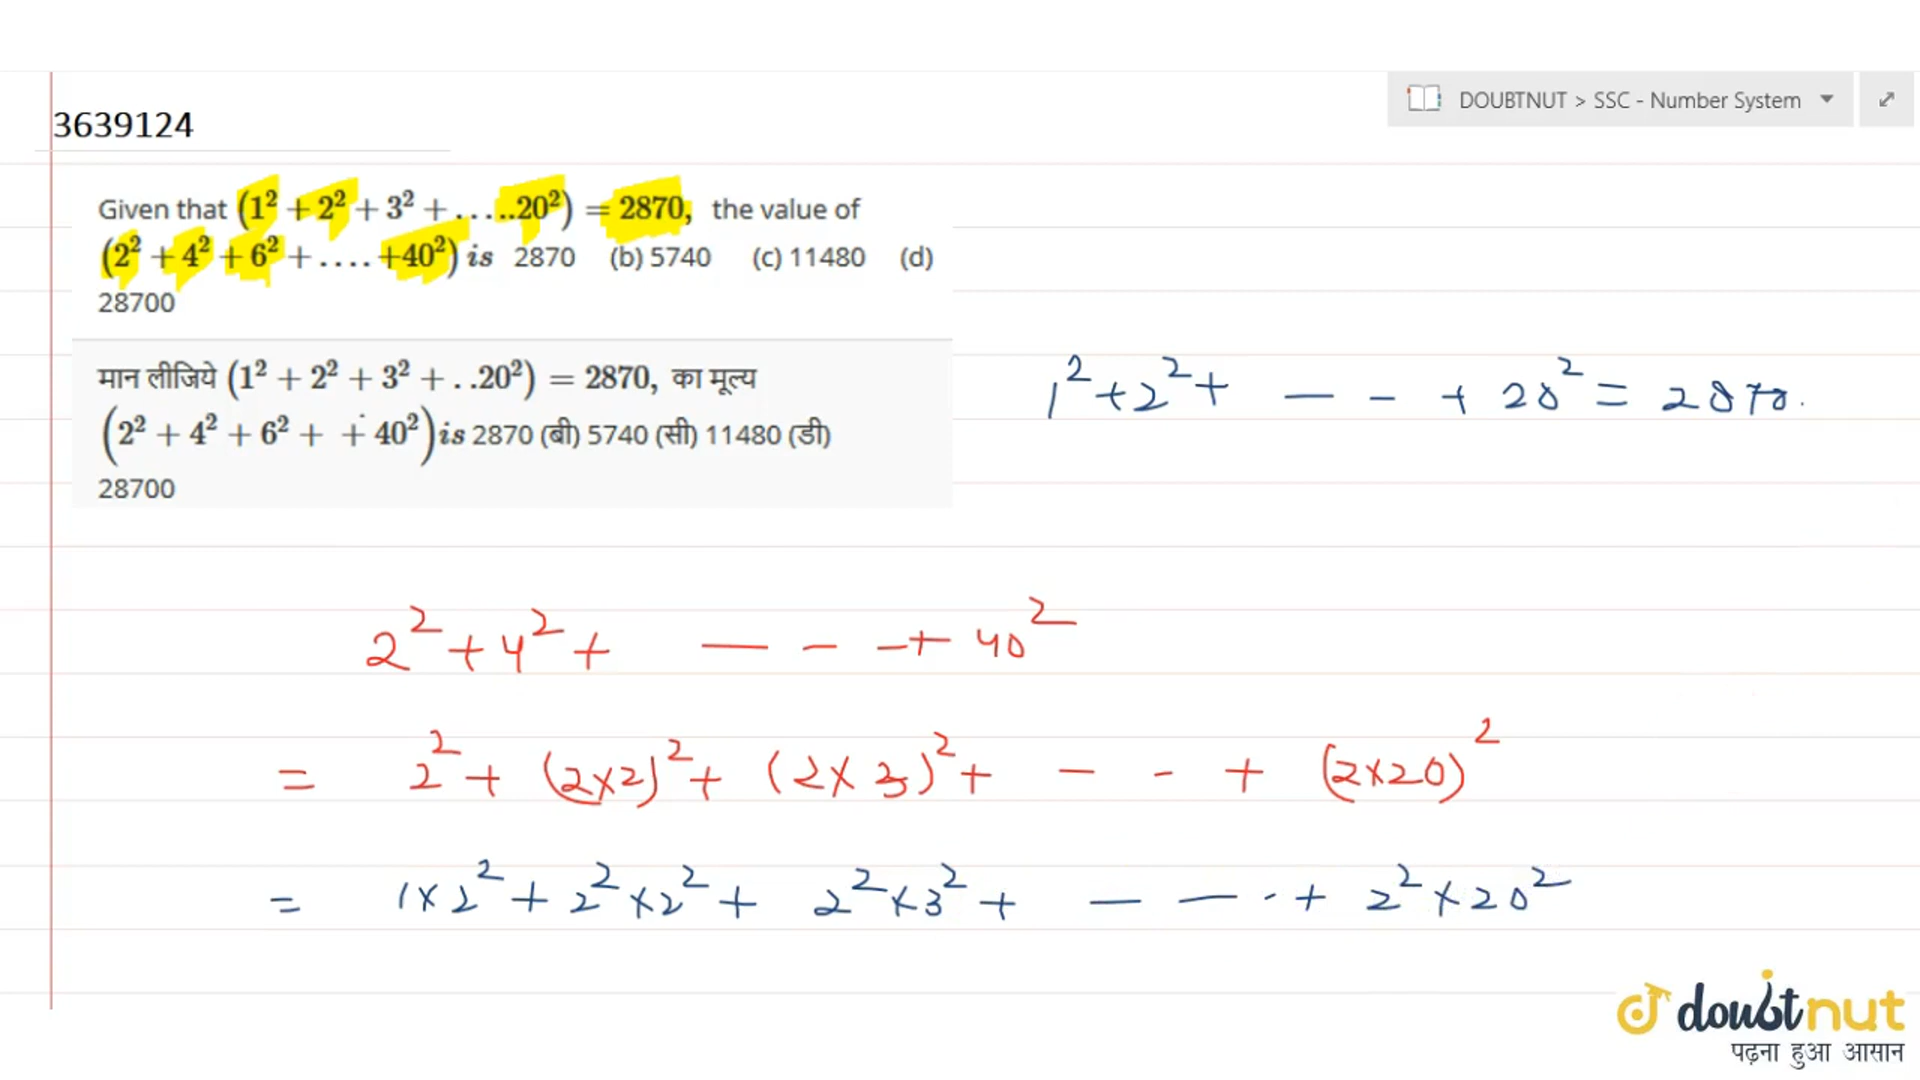 DOUBTNUT > SSC - Number System
3639124
Given that (1² + 2² + 3² + . . . ..20²) = 2870, the value of
(2² + 4² + 6² + . . . . +40²) is 2870 (b) 5740 (c) 11480 (d)
28700
मान लीजिये (1² + 2² + 3² + . .20²) = 2870, का मूल्य
(2² + 4² + 6² + +̇ 40²) is 2870 (बी) 5740 (सी) 11480 (डी)
28700
1² + 2² + — - + 20² = 2870.
2² + 4² + — - -+ 40²
= 2² + (2×2)² + (2×3)² + - - + (2×20)²
= 1×2² + 2²×2² + 2²×3² + — — · + 2²×20²
doubtnut
पढ़ना हुआ आसान